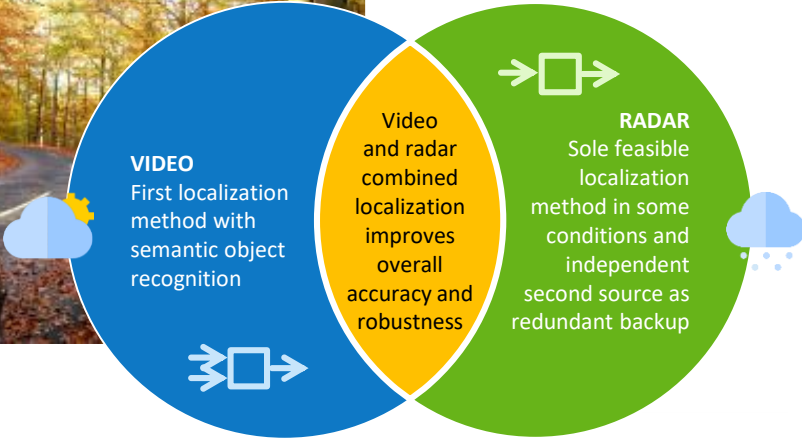 VIDEO
First localization
method with
semantic object
recognition
Video
and radar
combined
localization
improves
overall
accuracy and
robustness
RADAR
Sole feasible
localization
method in some
conditions and
independent
second source as
redundant backup